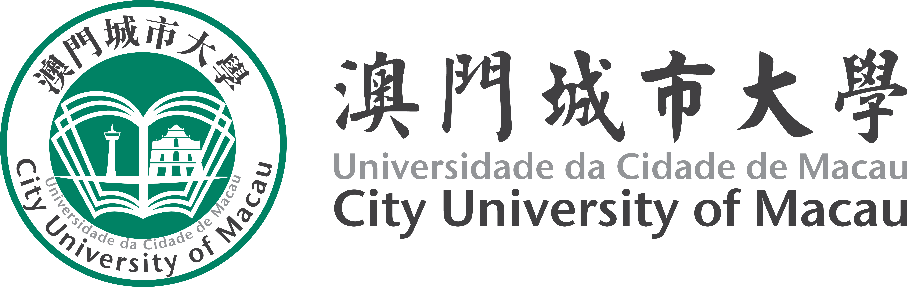 澳門城市大學
Universidade da Cidade de Macau
City University of Macau
澳門城市大學
Universidade da Cidade de Macau
City University of Macau